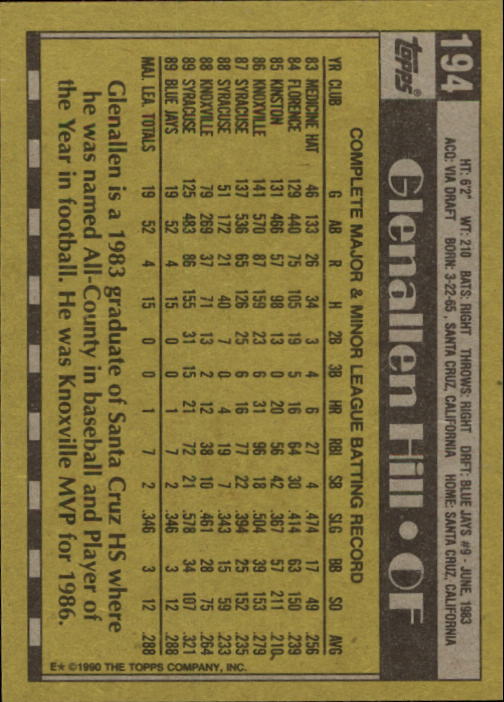 194
Topps®
HT: 6'2" WT: 210 BATS: RIGHT THROWS: RIGHT DRFT: BLUE JAYS #9 - JUNE, 1983
ACQ: VIA DRAFT BORN: 3-22-65, SANTA CRUZ, CALIFORNIA HOME: SANTA CRUZ, CALIFORNIA
Glenallen Hill • OF
COMPLETE MAJOR & MINOR LEAGUE BATTING RECORD
YR CLUB G AB R H 2B 3B HR RBI SB SLG BB SO AVG
83 MEDICINE HAT 46 133 26 34 3 4 6 27 4 .474 17 49 .256
84 FLORENCE 129 440 75 105 19 5 16 64 30 .414 63 150 .239
85 KINSTON 131 466 57 98 13 0 20 56 42 .367 57 211 .210
86 KNOXVILLE 141 570 87 159 23 6 31 96 18 .504 39 153 .279
87 SYRACUSE 137 536 65 126 25 6 16 77 22 .394 25 152 .235
88 SYRACUSE 51 172 21 40 7 0 4 19 7 .343 15 59 .233
88 KNOXVILLE 79 269 37 71 13 2 12 38 10 .461 28 75 .264
89 SYRACUSE 125 483 86 155 31 15 21 72 21 .578 34 107 .321
89 BLUE JAYS 19 52 4 15 0 0 1 7 2 .346 3 12 .288
MAJ. LEA. TOTALS 19 52 4 15 0 0 1 7 2 .346 3 12 .288
Glenallen is a 1983 graduate of Santa Cruz HS where
he was named All-County in baseball and Player of
the Year in football. He was Knoxville MVP for 1986.
E★ ©1990 THE TOPPS COMPANY, INC.